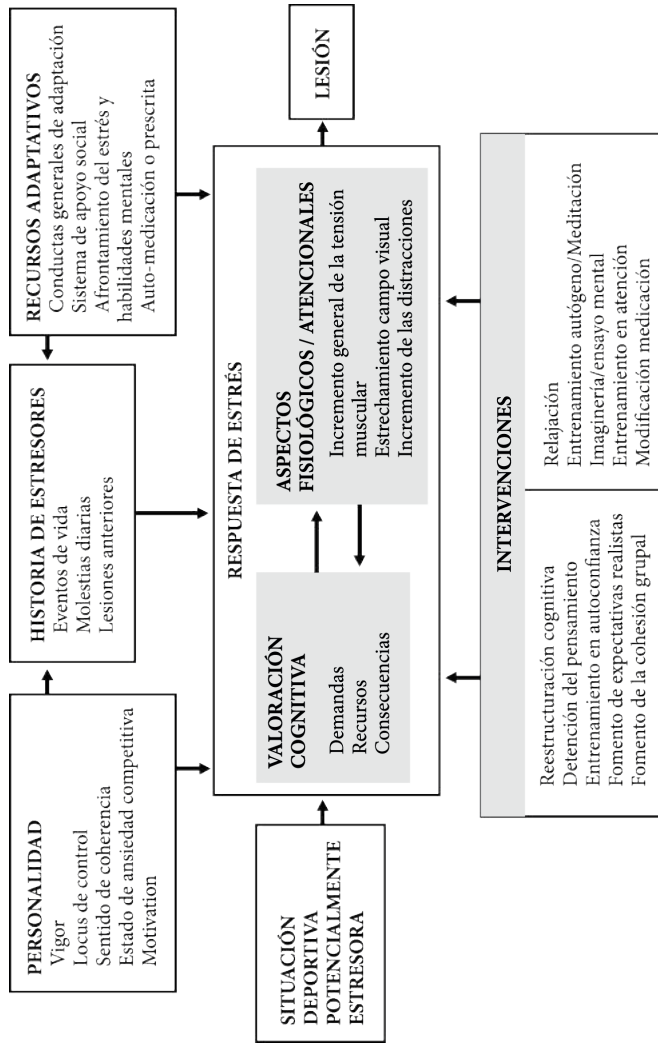 PERSONALIDAD
Vigor
Locus de control
Sentido de coherencia
Estado de ansiedad competitiva
Motivation
HISTORIA DE ESTRESORES
Eventos de vida
Molestias diarias
Lesiones anteriores
RECURSOS ADAPTATIVOS
Conductas generales de adaptación
Sistema de apoyo social
Afrontamiento del estrés y
habilidades mentales
Auto-medicación o prescrita
SITUACIÓN
DEPORTIVA
POTENCIALMENTE
ESTRESORA
RESPUESTA DE ESTRÉS
VALORACIÓN
COGNITIVA
Demandas
Recursos
Consecuencias
ASPECTOS
FISIOLÓGICOS / ATENCIONALES
Incremento general de la tensión
muscular
Estrechamiento campo visual
Incremento de las distracciones
LESIÓN
INTERVENCIONES
Reestructuración cognitiva
Detención del pensamiento
Entrenamiento en autoconfianza
Fomento de expectativas realistas
Fomento de la cohesión grupal
Relajación
Entrenamiento autógeno/Meditación
Imaginería/ensayo mental
Entrenamiento en atención
Modificación medicación